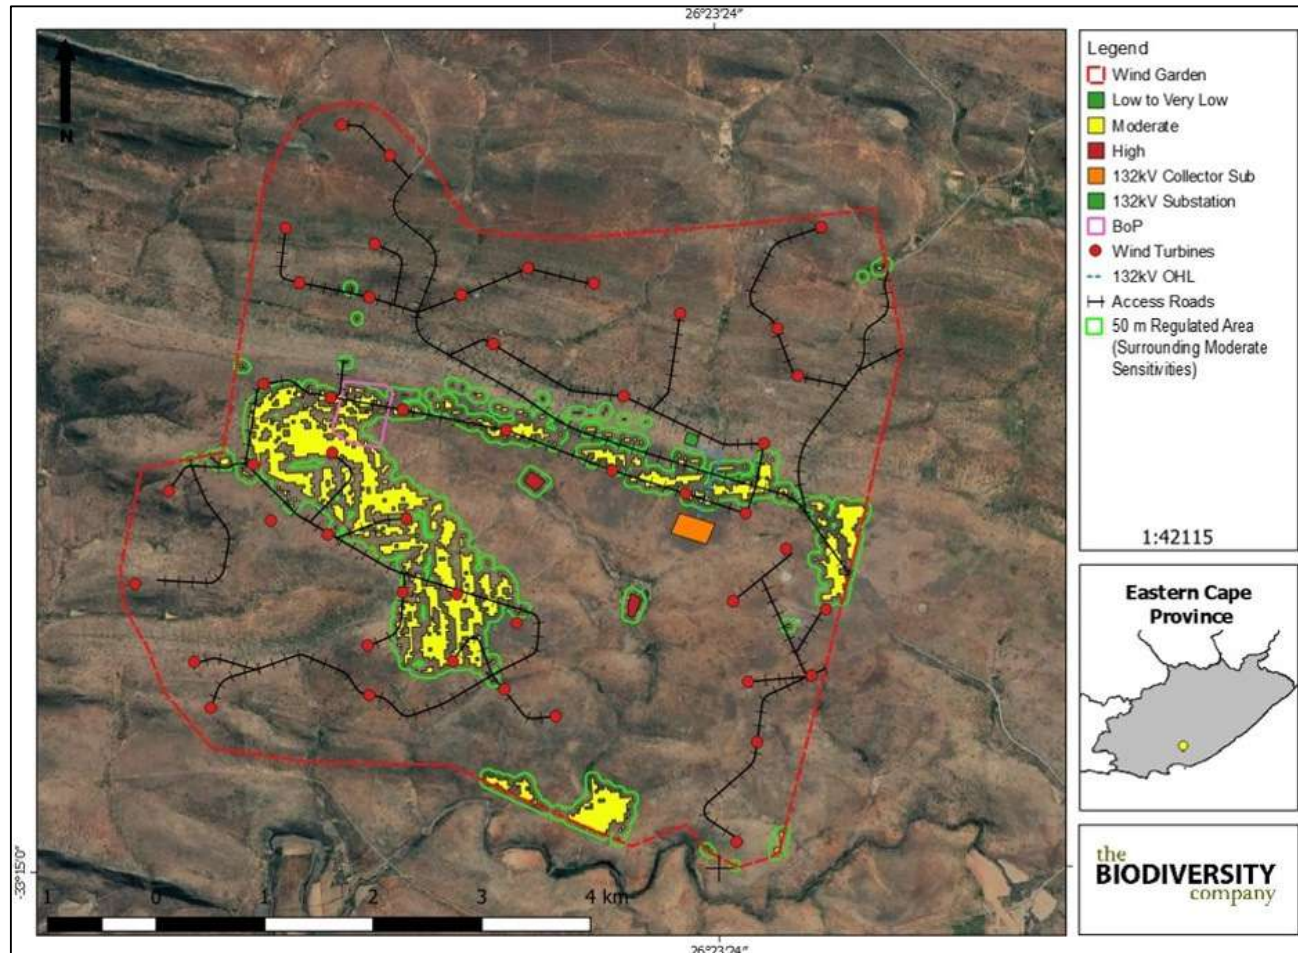 26°23'24"
N
Legend
Wind Garden
Low to Very Low
Moderate
High
132kV Collector Sub
132kV Substation
BoP
Wind Turbines
132kV OHL
Access Roads
50 m Regulated Area
(Surrounding Moderate
Sensitivities)
1:42115
Eastern Cape
Province
the
BIODIVERSITY
company
-33°15'0"
1 0 1 2 3 4 km
26°23'24"